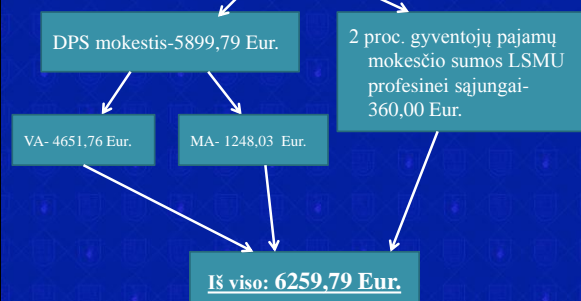 DPS mokestis-5899,79 Eur.
2 proc. gyventojų pajamų
mokesčio sumos LSMU
profesinei sąjungai-
360,00 Eur.
VA- 4651,76 Eur.
MA- 1248,03 Eur.
Iš viso: 6259,79 Eur.